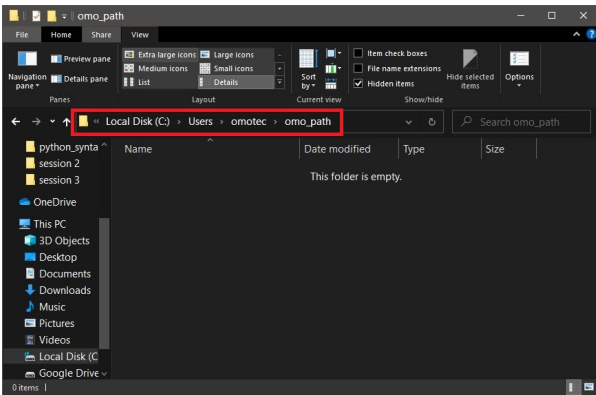 omo_path
File Home Share View
Navigation pane
Preview pane
Details pane
Panes
Extra large icons Large icons
Medium icons Small icons
List Details
Layout
Sort by
Current view
Item check boxes
File name extensions
Hidden items
Hide selected items
Show/hide
Options
« Local Disk (C:) › Users › omotec › omo_path
Search omo_path
python_synta
session 2
session 3
OneDrive
This PC
3D Objects
Desktop
Documents
Downloads
Music
Pictures
Videos
Local Disk (C
Google Drive
Name Date modified Type Size
This folder is empty.
0 items